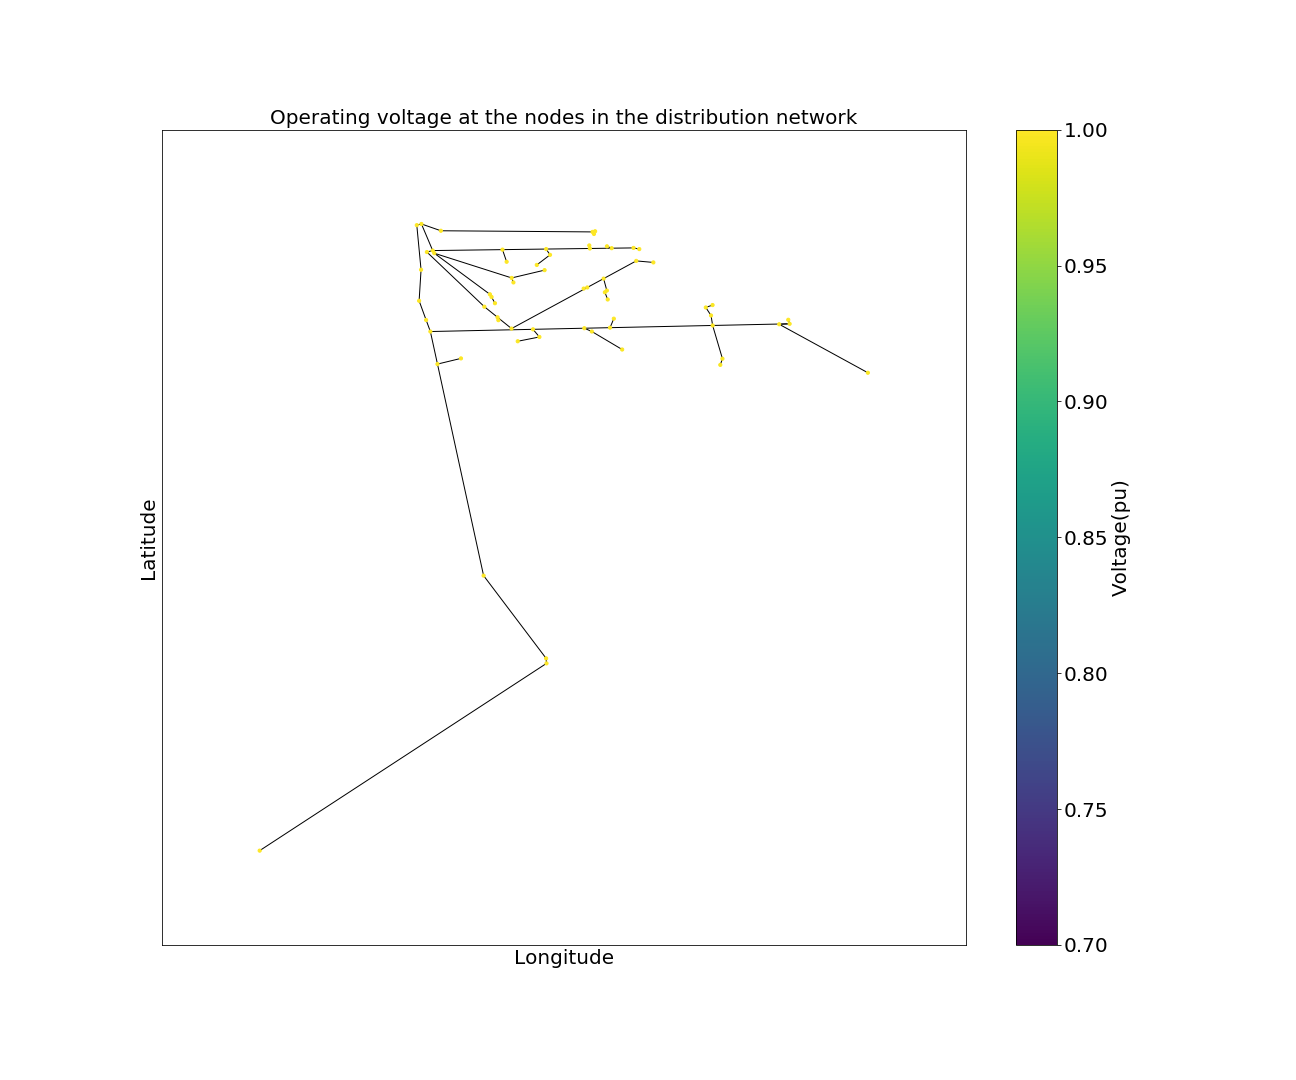 Operating voltage at the nodes in the distribution network
Latitude
Longitude
1.00
0.95
0.90
0.85
0.80
0.75
0.70
Voltage(pu)